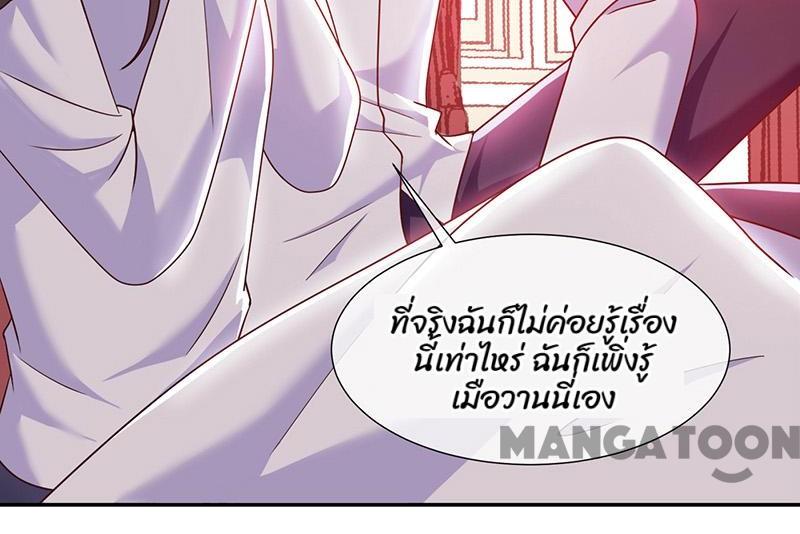 ที่จริงฉันก็ไม่ค่อยรู้เรื่อง
นี้เท่าไหร่ ฉันก็เพิ่งรู้
เมื่อวานนี้เอง
MANGATOON